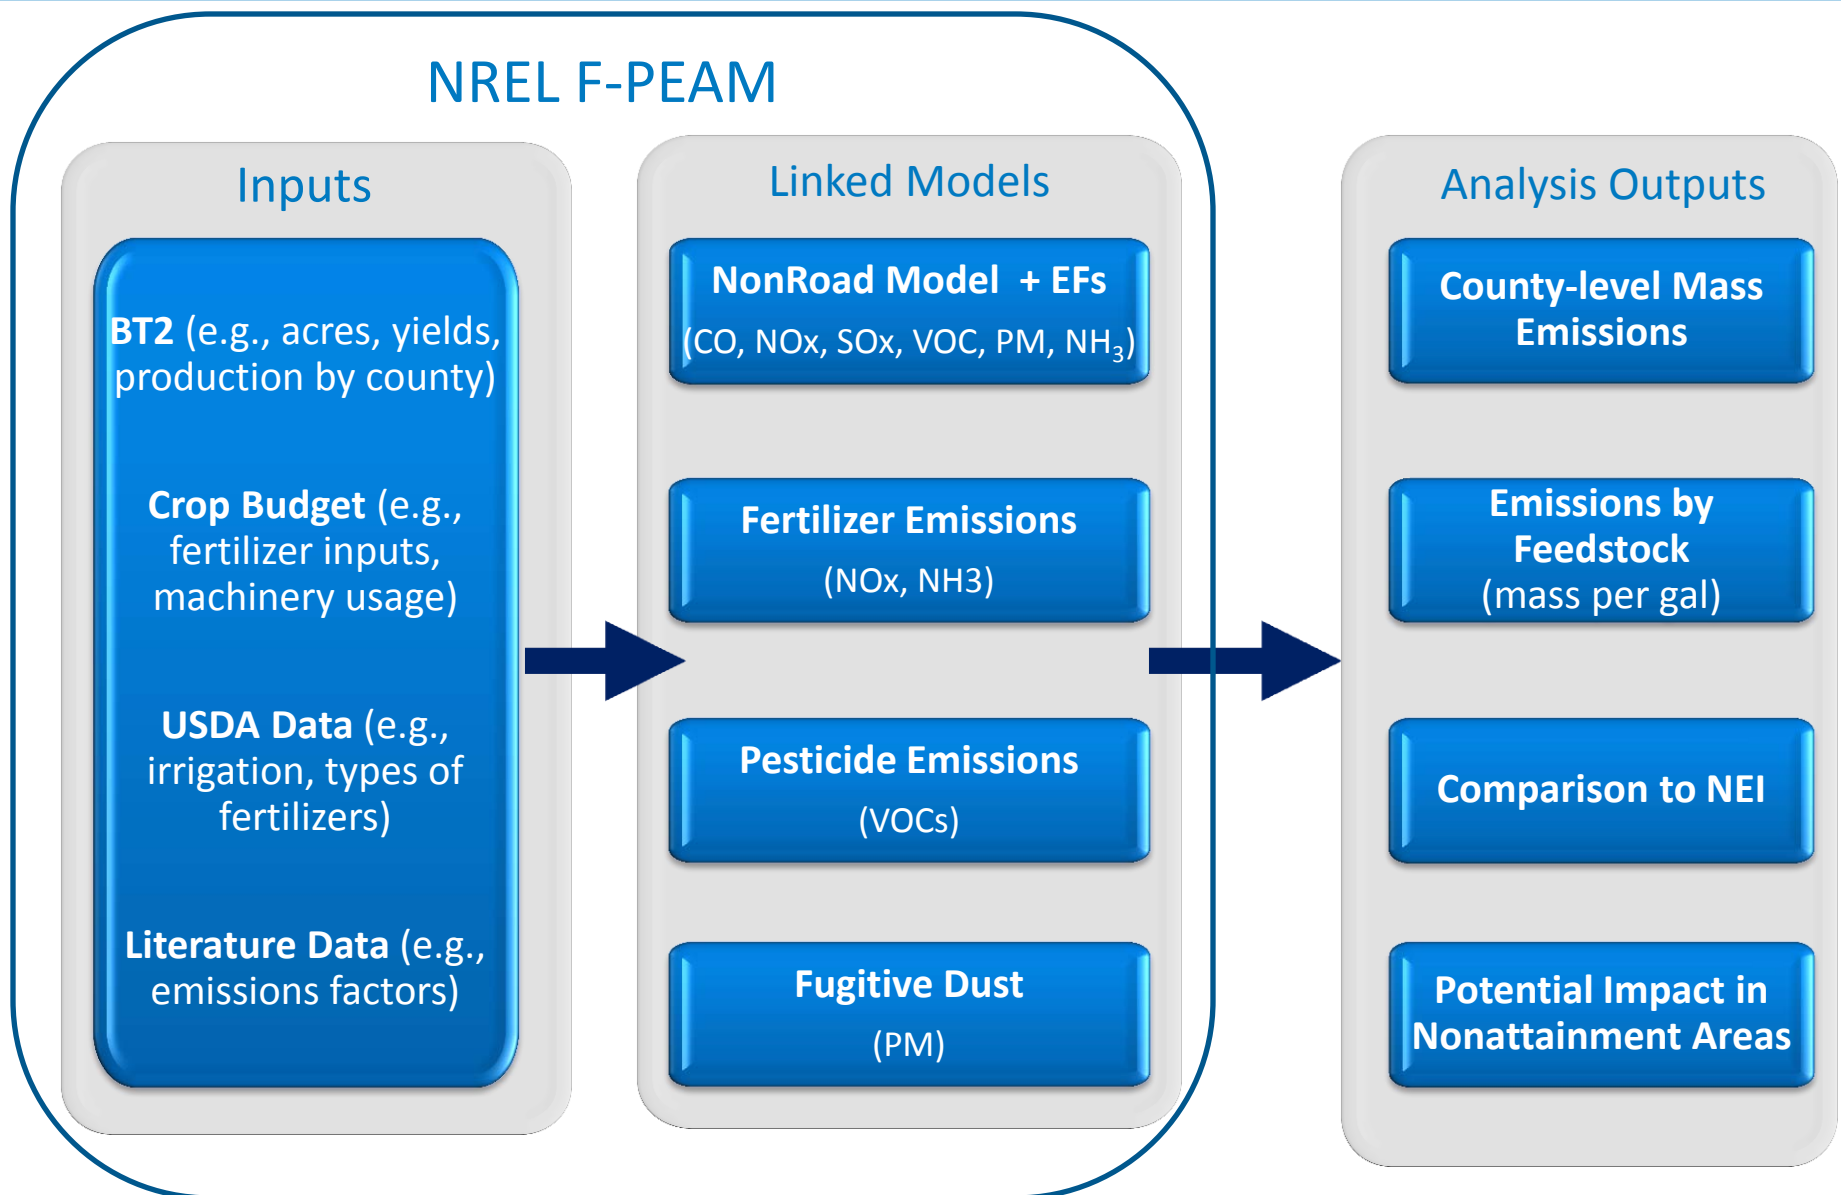 NREL F-PEAM
Inputs
BT2 (e.g., acres, yields,
production by county)
Crop Budget (e.g.,
fertilizer inputs,
machinery usage)
USDA Data (e.g.,
irrigation, types of
fertilizers)
Literature Data (e.g.,
emissions factors)
Linked Models
NonRoad Model + EFs
(CO, NOx, SOx, VOC, PM, NH₃)
Fertilizer Emissions
(NOx, NH3)
Pesticide Emissions
(VOCs)
Fugitive Dust
(PM)
Analysis Outputs
County-level Mass
Emissions
Emissions by
Feedstock
(mass per gal)
Comparison to NEI
Potential Impact in
Nonattainment Areas